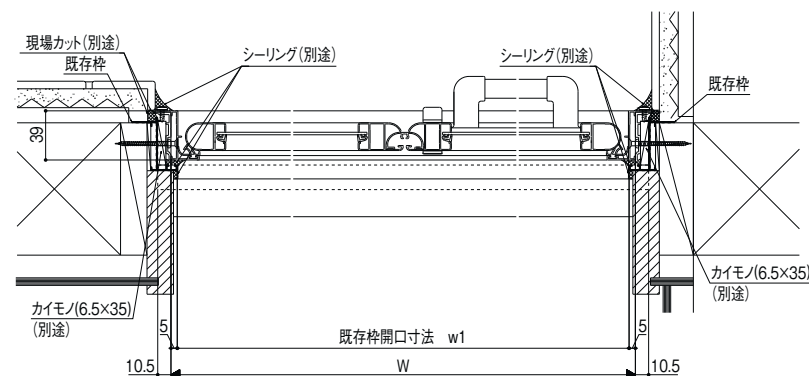 現場カット(別途)
既存枠
シーリング(別途)
シーリング(別途)
既存枠
39
カイモノ(6.5×35)
(別途)
カイモノ(6.5×35)
(別途)
5
既存枠開口寸法 w1
5
10.5
W
10.5